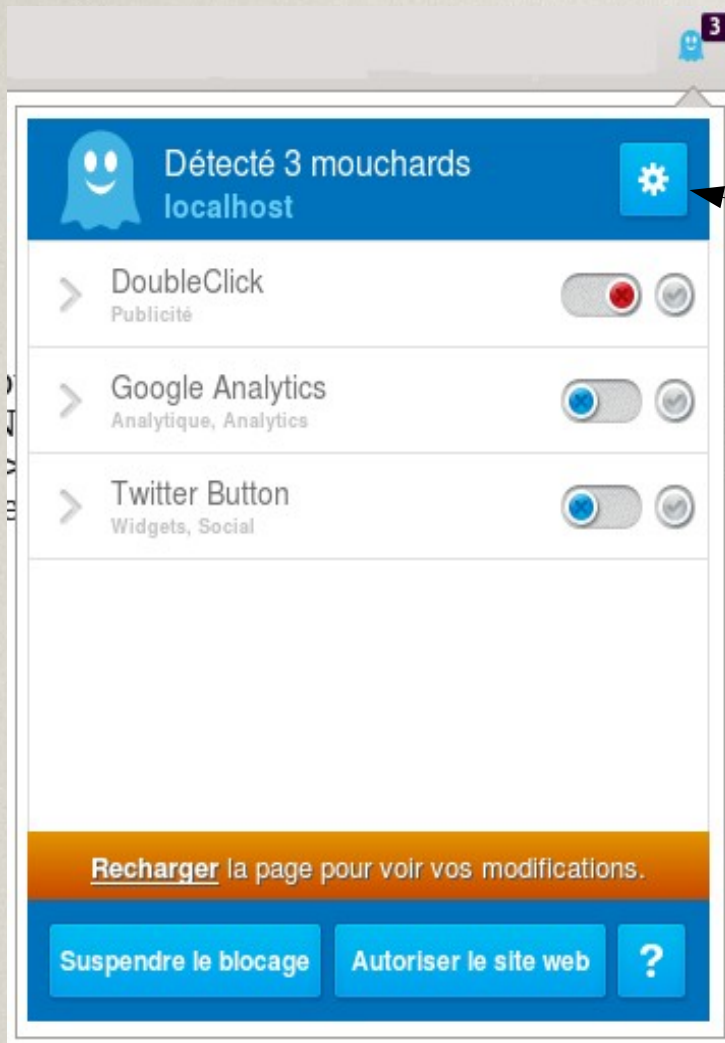 3
Détecté 3 mouchards
localhost
DoubleClick
Publicité
Google Analytics
Analytique, Analytics
Twitter Button
Widgets, Social
Recharger la page pour voir vos modifications.
Suspendre le blocage
Autoriser le site web
?